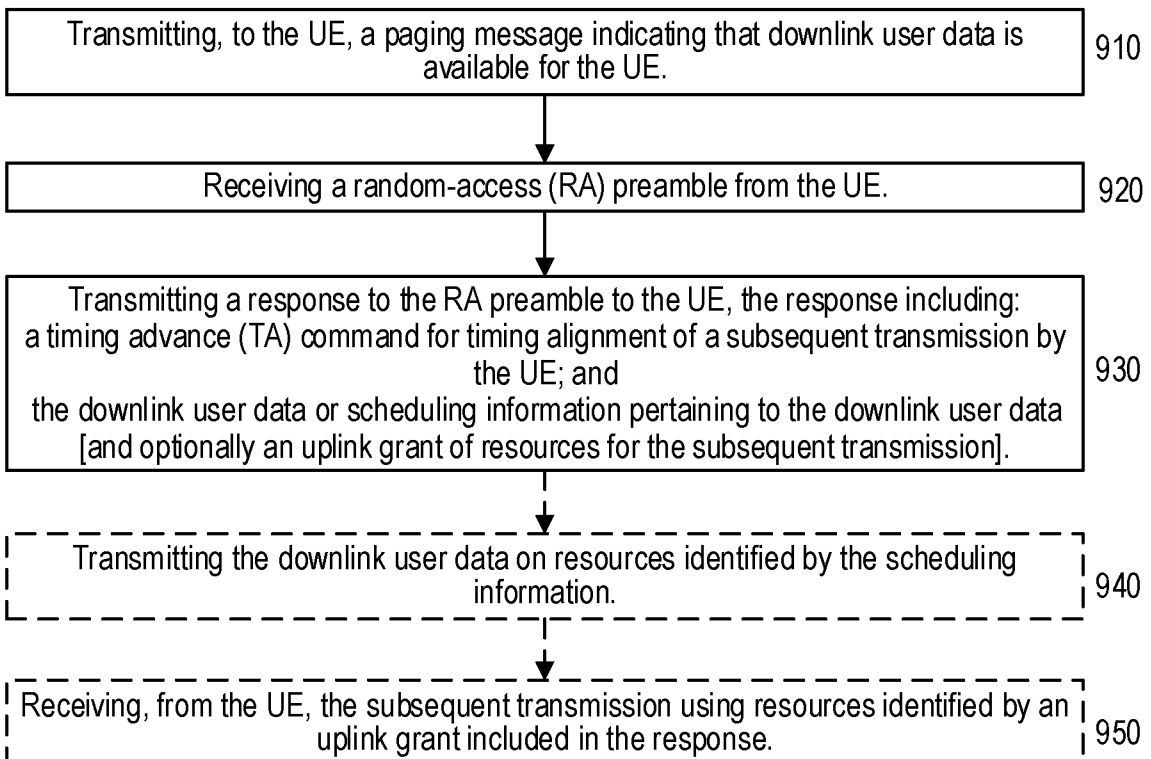 Transmitting, to the UE, a paging message indicating that downlink user data is
available for the UE.
910
Receiving a random-access (RA) preamble from the UE.
920
Transmitting a response to the RA preamble to the UE, the response including:
a timing advance (TA) command for timing alignment of a subsequent transmission by
the UE; and
the downlink user data or scheduling information pertaining to the downlink user data
[and optionally an uplink grant of resources for the subsequent transmission].
930
Transmitting the downlink user data on resources identified by the scheduling
information.
940
Receiving, from the UE, the subsequent transmission using resources identified by an
uplink grant included in the response.
950